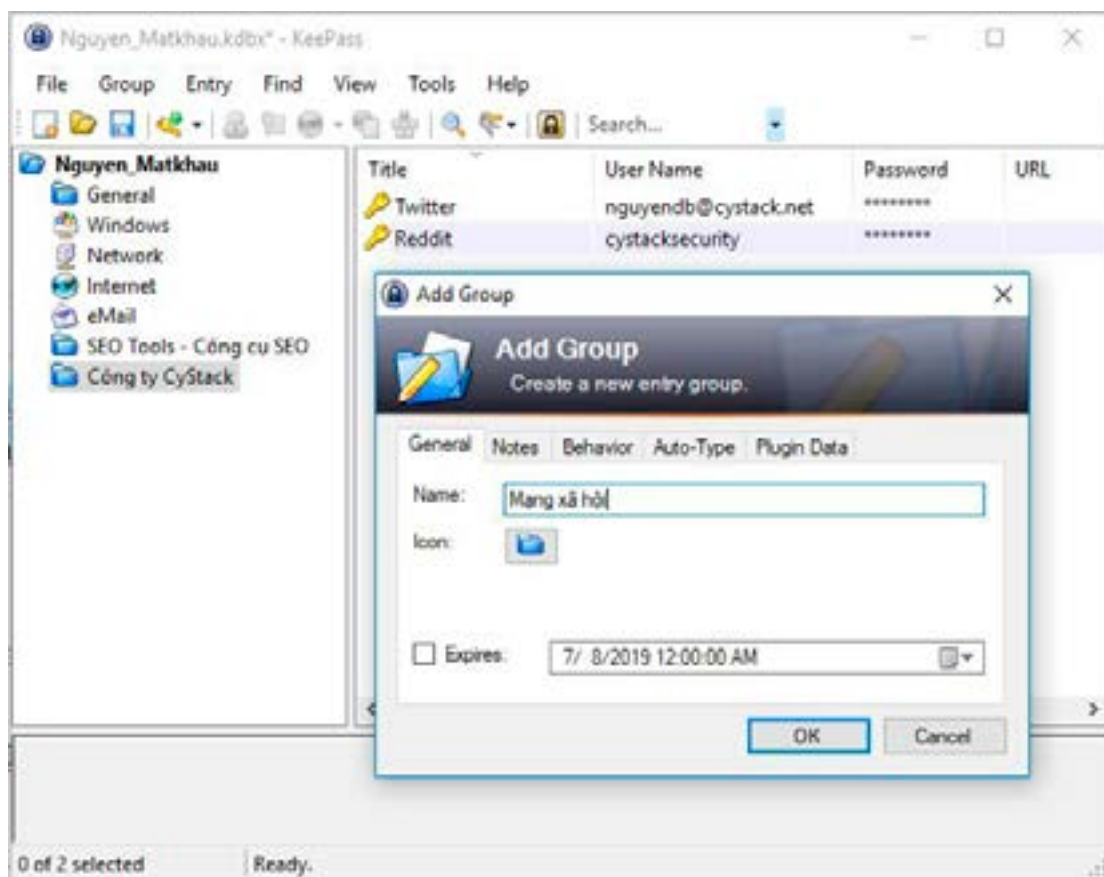 Nguyen_Matkhau.kdbx* - KeePass
File Group Entry Find View Tools Help
Search...
Nguyen_Matkhau
General
Windows
Network
Internet
eMail
SEO Tools - Công cụ SEO
Công ty CyStack
Title User Name Password URL
Twitter nguyendb@cystack.net ********
Reddit cystacksecurity ********
Add Group
Add Group
Create a new entry group.
General Notes Behavior Auto-Type Plugin Data
Name: Mạng xã hội
Icon:
Expires: 7/ 8/2019 12:00:00 AM
OK Cancel
0 of 2 selected Ready.